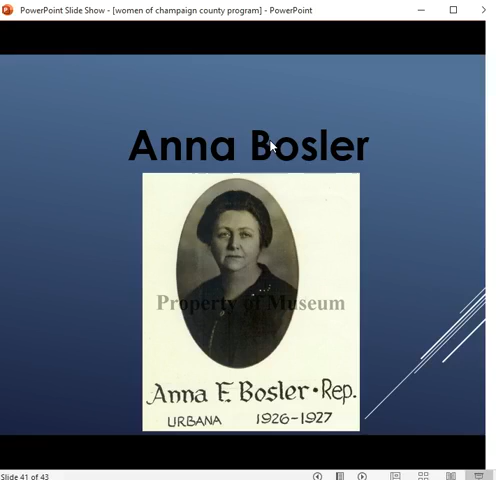 PowerPoint Slide Show - [women of champaign county program] - PowerPoint
Anna Bosler
Property of Museum
Anna E Bosler · Rep.
URBANA 1926-1927
Slide 41 of 43